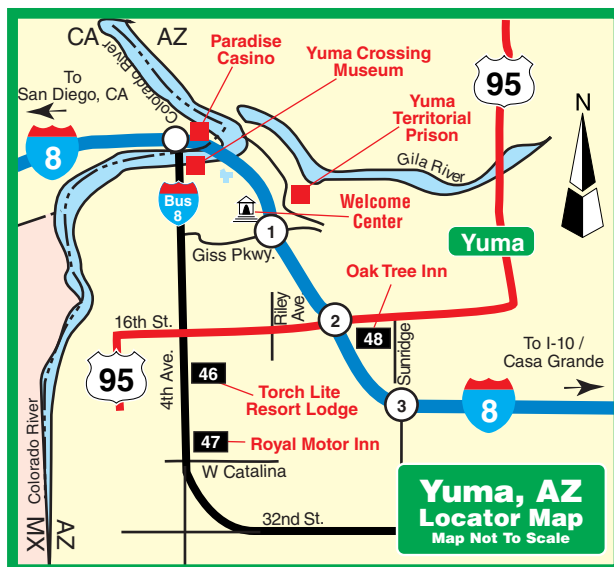 CA
AZ
Paradise
Casino
Yuma Crossing
Museum
95
To
San Diego, CA
Colorado River
Yuma
Territorial
Prison
N
8
Gila River
Bus
8
Welcome
Center
1
Yuma
Giss Pkwy.
Oak Tree Inn
Riley
Ave.
16th St.
2
48
Sunridge
To I-10 /
Casa Grande
95
4th Ave.
46
Torch Lite
Resort Lodge
3
8
47
Royal Motor Inn
Colorado River
W Catalina
32nd St.
MX
AZ
Yuma, AZ
Locator Map
Map Not To Scale